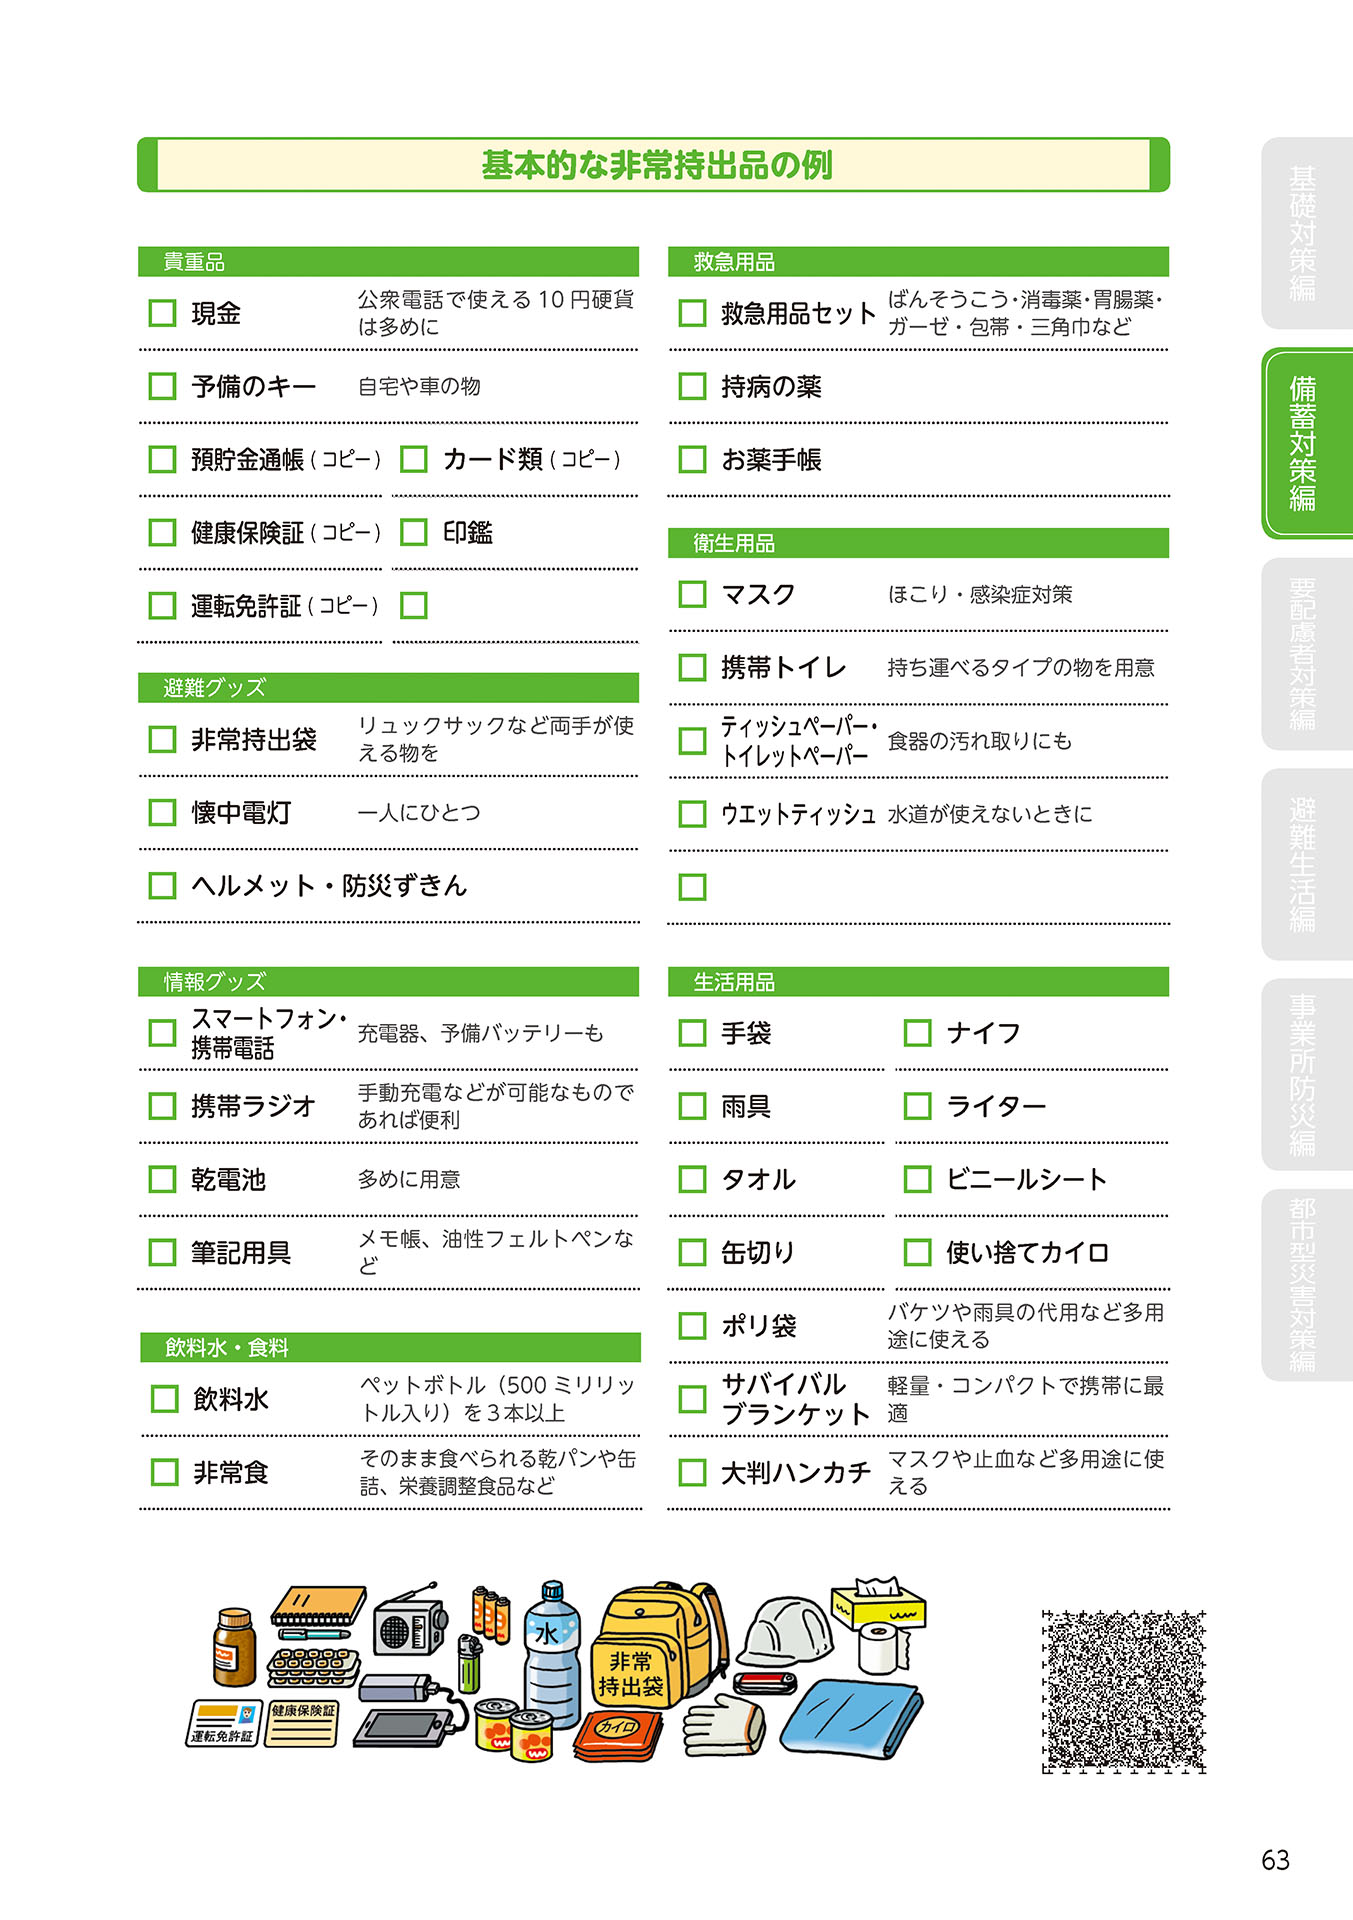 基本的な非常持出品の例
貴重品
現金
公衆電話で使える 10 円硬貨
は多めに
予備のキー
自宅や車の物
預貯金通帳（コピー）
カード類（コピー）
健康保険証（コピー）
印鑑
運転免許証（コピー）
避難グッズ
非常持出袋
リュックサックなど両手が使
える物を
懐中電灯
一人にひとつ
ヘルメット・防災ずきん
情報グッズ
スマートフォン・
携帯電話
充電器、予備バッテリーも
携帯ラジオ
手動充電などが可能なもので
あれば便利
乾電池
多めに用意
筆記用具
メモ帳、油性フェルトペンな
ど
飲料水・食料
飲料水
ペットボトル（500 ミリリッ
トル入り）を３本以上
非常食
そのまま食べられる乾パンや缶
詰、栄養調整食品など
救急用品
救急用品セット
ばんそうこう・消毒薬・胃腸薬・
ガーゼ・包帯・三角巾など
持病の薬
お薬手帳
衛生用品
マスク
ほこり・感染症対策
携帯トイレ
持ち運べるタイプの物を用意
ティッシュペーパー・
トイレットペーパー
食器の汚れ取りにも
ウエットティッシュ
水道が使えないときに
生活用品
手袋
ナイフ
雨具
ライター
タオル
ビニールシート
缶切り
使い捨てカイロ
ポリ袋
バケツや雨具の代用など多用
途に使える
サバイバル
ブランケット
軽量・コンパクトで携帯に最
適
大判ハンカチ
マスクや止血など多用途に使
える
水
非常
持出袋
カイロ
運転免許証
健康保険証
基礎対策編
備蓄対策編
要配慮者対策編
避難生活編
事業所防災編
都市型災害対策編
63